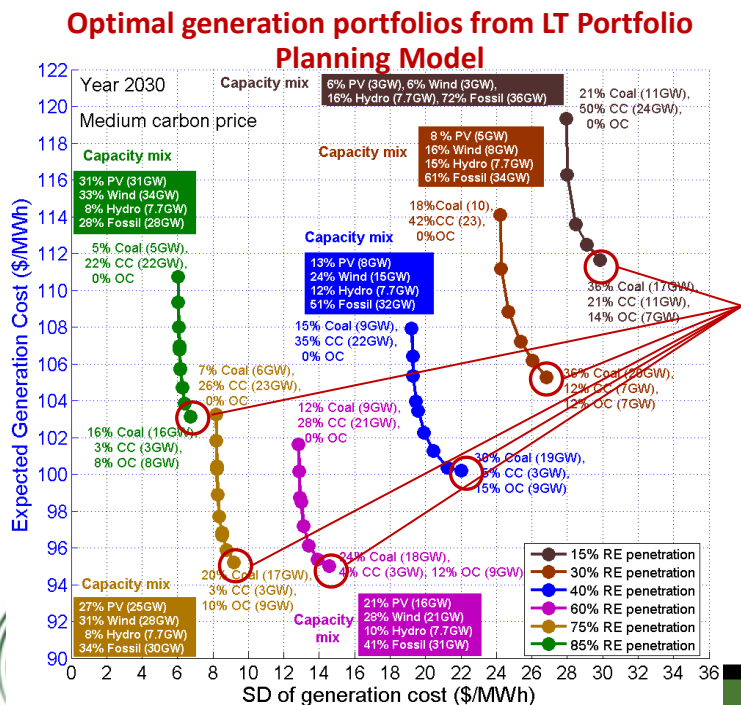 Optimal generation portfolios from LT Portfolio
Planning Model
122
120
118
116
114
112
110
108
106
104
102
100
98
96
94
92
90
Expected Generation Cost ($/MWh)
Year 2030
Medium carbon price
Capacity mix
6% PV (3GW), 6% Wind (3GW),
16% Hydro (7.7GW), 72% Fossil (36GW)
21% Coal (11GW),
50% CC (24GW),
0% OC
36% Coal (17GW),
21% CC (11GW),
14% OC (7GW)
Capacity mix
8 % PV (5GW)
16% Wind (8GW)
15% Hydro (7.7GW)
61% Fossil (34GW)
18%Coal (10),
42%CC (23),
0%OC
36% Coal (20GW),
12% CC (7GW),
12% OC (7GW)
Capacity mix
31% PV (31GW)
33% Wind (34GW)
8% Hydro (7.7GW)
28% Fossil (28GW)
5% Coal (5GW),
22% CC (22GW),
0% OC
16% Coal (16GW),
3% CC (3GW),
8% OC (8GW)
Capacity mix
13% PV (8GW)
24% Wind (15GW)
12% Hydro (7.7GW)
51% Fossil (32GW)
15% Coal (9GW),
35% CC (22GW),
0% OC
30% Coal (19GW),
5% CC (3GW),
15% OC (9GW)
7% Coal (6GW),
26% CC (23GW),
0% OC
20% Coal (17GW),
3% CC (3GW),
10% OC (9GW)
12% Coal (9GW),
28% CC (21GW),
0% OC
24% Coal (18GW),
4% CC (3GW), 12% OC (9GW)
Capacity mix
27% PV (25GW)
31% Wind (28GW)
8% Hydro (7.7GW)
34% Fossil (30GW)
Capacity
mix
21% PV (16GW)
28% Wind (21GW)
10% Hydro (7.7GW)
41% Fossil (31GW)
15% RE penetration
30% RE penetration
40% RE penetration
60% RE penetration
75% RE penetration
85% RE penetration
0 2 4 6 8 10 12 14 16 18 20 22 24 26 28 30 32 34 36
SD of generation cost ($/MWh)